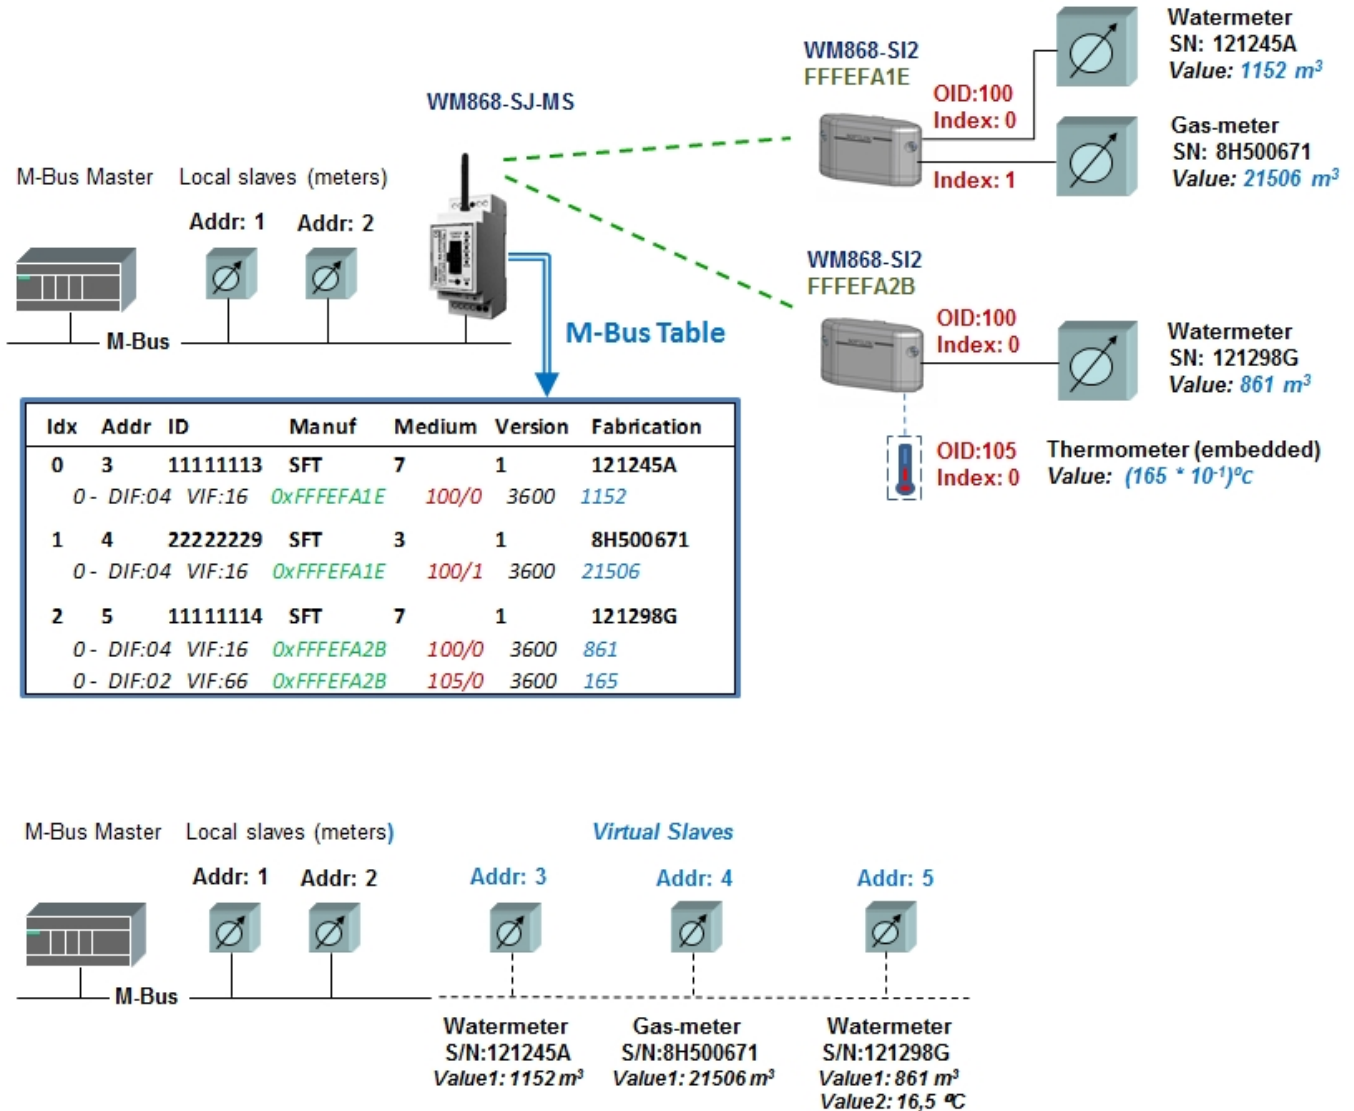 WM868-SJ-MS
WM868-SI2
FFFEFA1E
OID:100
Index: 0
Index: 1
Watermeter
SN: 121245A
Value: 1152 m³
Gas-meter
SN: 8H500671
Value: 21506 m³
M-Bus Master Local slaves (meters)
Addr: 1 Addr: 2
M-Bus
M-Bus Table
WM868-SI2
FFFEFA2B
OID:100
Index: 0
Watermeter
SN: 121298G
Value: 861 m³
OID:105
Index: 0
Thermometer (embedded)
Value: (165 * 10⁻¹)ºC
Idx Addr ID Manuf Medium Version Fabrication
0 3 11111113 SFT 7 1 121245A
0 - DIF:04 VIF:16 0xFFFEFA1E 100/0 3600 1152
1 4 22222229 SFT 3 1 8H500671
0 - DIF:04 VIF:16 0xFFFEFA1E 100/1 3600 21506
2 5 11111114 SFT 7 1 121298G
0 - DIF:04 VIF:16 0xFFFEFA2B 100/0 3600 861
0 - DIF:02 VIF:66 0xFFFEFA2B 105/0 3600 165
M-Bus Master Local slaves (meters) Virtual Slaves
Addr: 1 Addr: 2 Addr: 3 Addr: 4 Addr: 5
M-Bus
Watermeter
S/N:121245A
Value1: 1152 m³
Gas-meter
S/N:8H500671
Value1: 21506 m³
Watermeter
S/N:121298G
Value1: 861 m³
Value2: 16,5 ºC